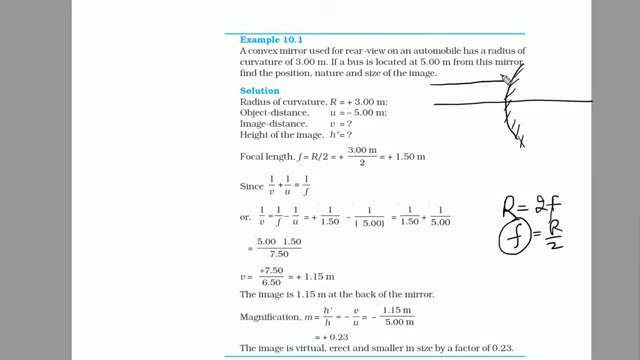 Example 10.1
A convex mirror used for rear-view on an automobile has a radius of
curvature of 3.00 m. If a bus is located at 5.00 m from this mirror,
find the position, nature and size of the image.
Solution
Radius of curvature, R = + 3.00 m;
Object-distance, u = – 5.00 m;
Image-distance, v = ?
Height of the image, h' = ?
Focal length, f = R/2 = + 3.00 m / 2 = + 1.50 m
Since 1/v + 1/u = 1/f
or, 1/v = 1/f – 1/u = + 1/1.50 – 1/( 5.00) = 1/1.50 + 1/5.00
= 5.00 1.50 / 7.50
v = +7.50 / 6.50 = + 1.15 m
The image is 1.15 m at the back of the mirror.
Magnification, m = h'/h = – v/u = – 1.15 m / 5.00 m
= + 0.23
The image is virtual, erect and smaller in size by a factor of 0.23.
R = 2f
f = R/2